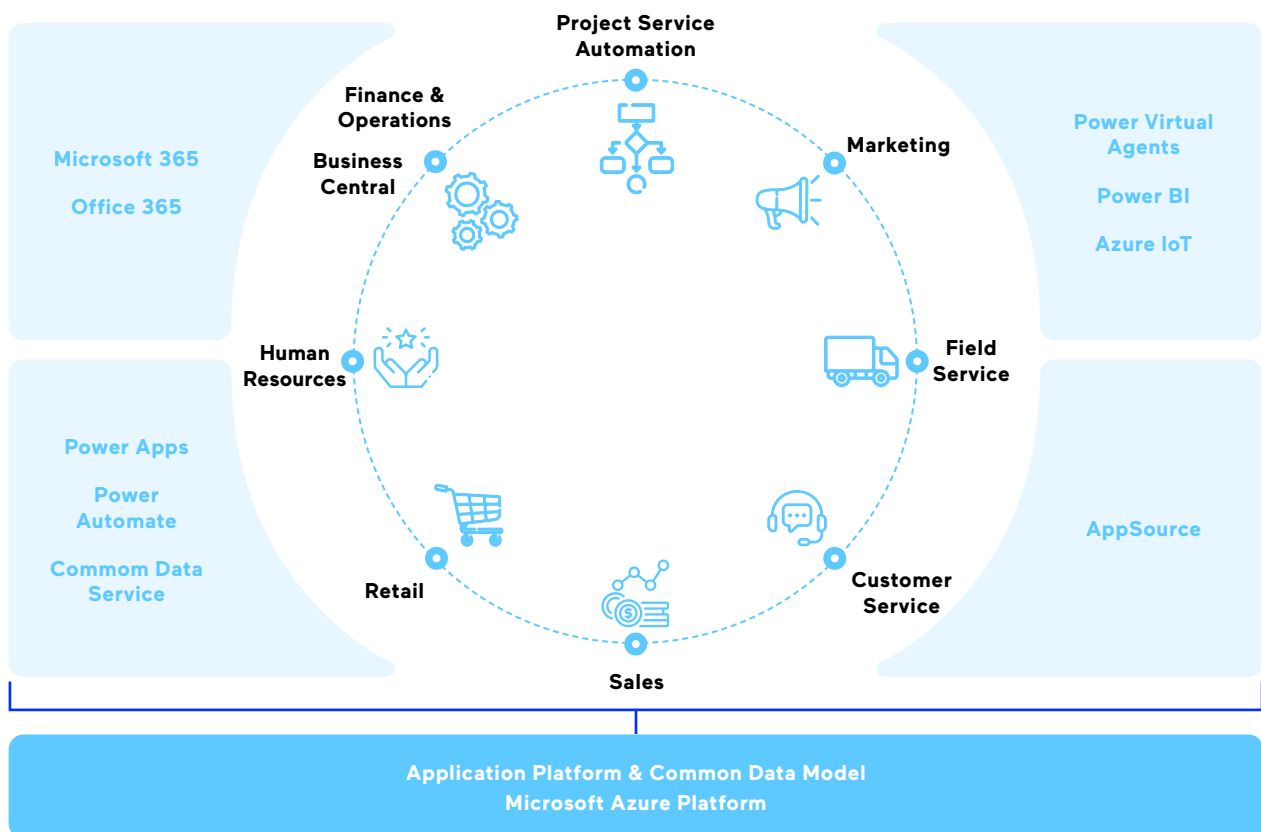 Project Service
Automation
Finance &
Operations
Business
Central
Marketing
Microsoft 365
Office 365
Power Virtual
Agents
Power BI
Azure IoT
Human
Resources
Field
Service
Power Apps
Power
Automate
Commom Data
Service
AppSource
Retail
Customer
Service
Sales
Application Platform & Common Data Model
Microsoft Azure Platform